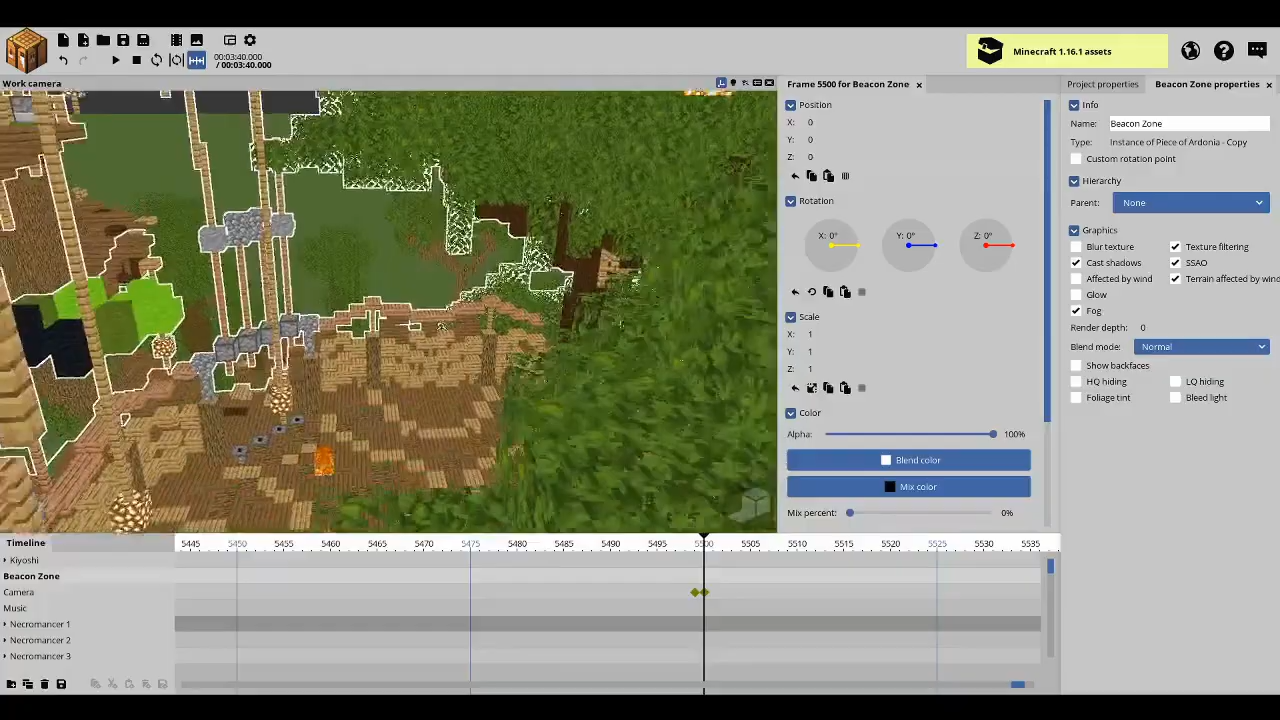 00:03:40.000
/ 00:03:40.000
Minecraft 1.16.1 assets
Work camera
Frame 5500 for Beacon Zone
Project properties
Beacon Zone properties
Position
X: 0
Y: 0
Z: 0
Rotation
X: 0°
Y: 0°
Z: 0°
Scale
X: 1
Y: 1
Z: 1
Color
Alpha: 100%
Blend color
Mix color
Mix percent: 0%
Info
Name: Beacon Zone
Type: Instance of Piece of Ardonia - Copy
Custom rotation point
Hierarchy
Parent: None
Graphics
Blur texture Texture filtering
Cast shadows SSAO
Affected by wind Terrain affected by wind
Glow
Fog
Render depth: 0
Blend mode: Normal
Show backfaces
HQ hiding LQ hiding
Foliage tint Bleed light
Timeline
5445 5450 5455 5460 5465 5470 5475 5480 5485 5490 5495 5500 5505 5510 5515 5520 5525 5530 5535
Kiyoshi
Beacon Zone
Camera
Music
Necromancer 1
Necromancer 2
Necromancer 3